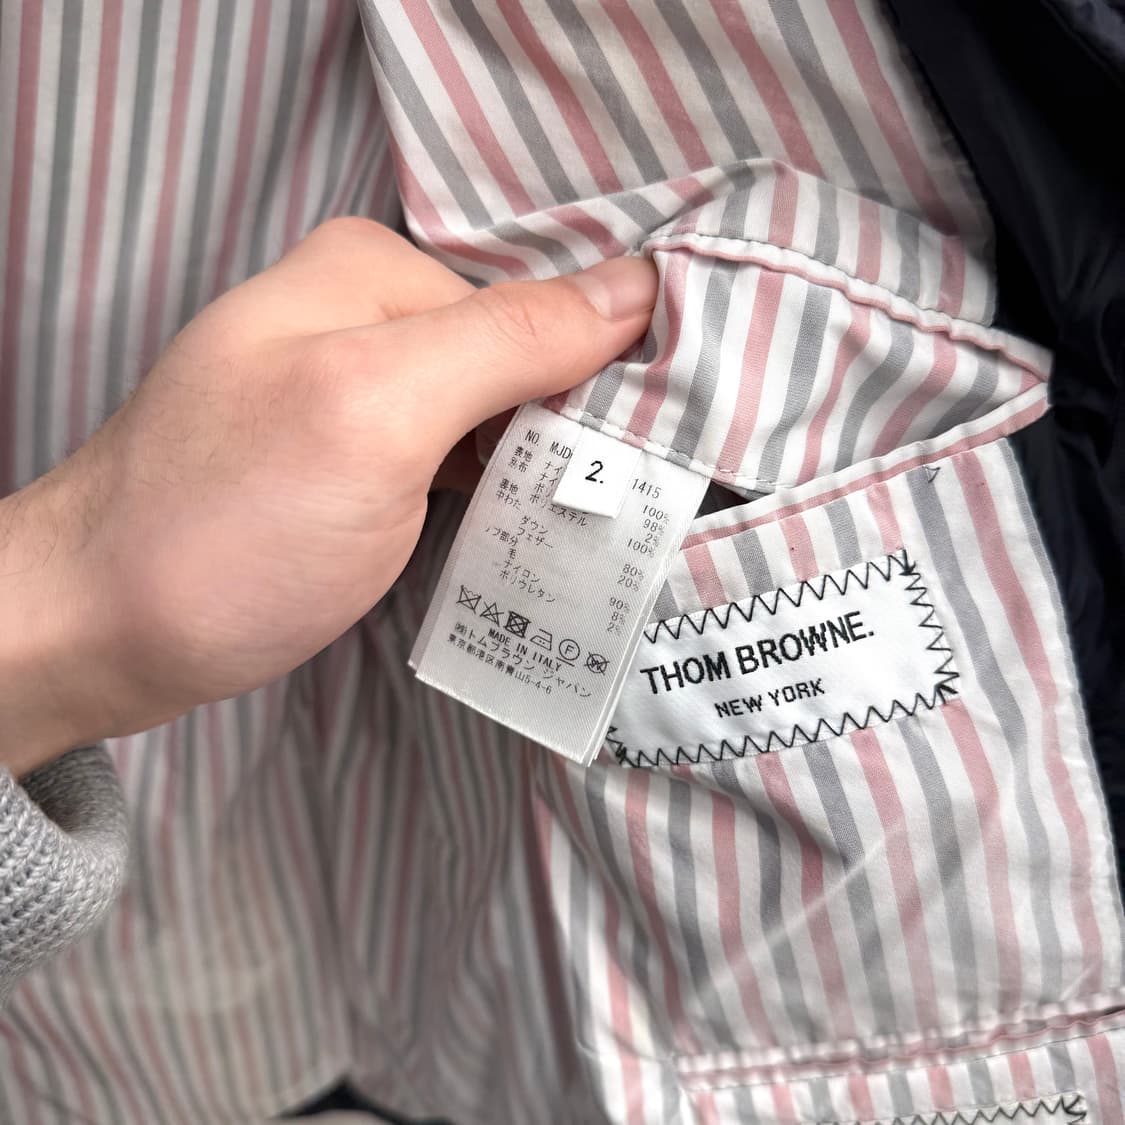 NO. MJD
1415
2.
表地 ナイ 100%
別布 ナイ 98%
ポリ 2%
裏地 ポリエステル 100%
中わた
ダウン 80%
フェザー 20%
ノブ部分
毛 90%
ナイロン 8%
ポリウレタン 2%
F
MADE IN ITALY
㈱トムブラウン ジャパン
東京都港区南青山5-4-6
THOM BROWNE.
NEW YORK